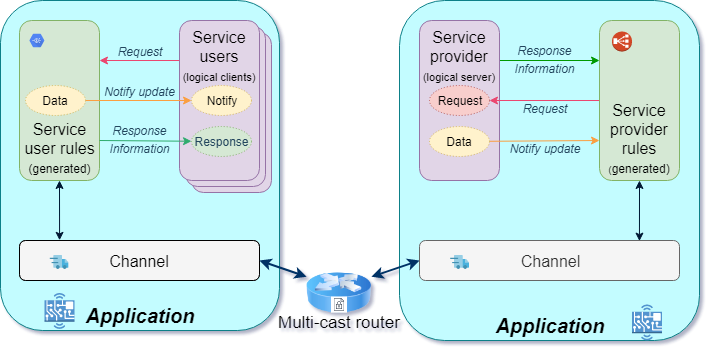 Service
users
(logical clients)
Request
Data
Notify update
Notify
Service
user rules
(generated)
Response
Information
Response
Channel
Application
Multi-cast router
Service
provider
(logical server)
Response
Information
Request
Request
Data
Notify update
Service
provider
rules
(generated)
Channel
Application